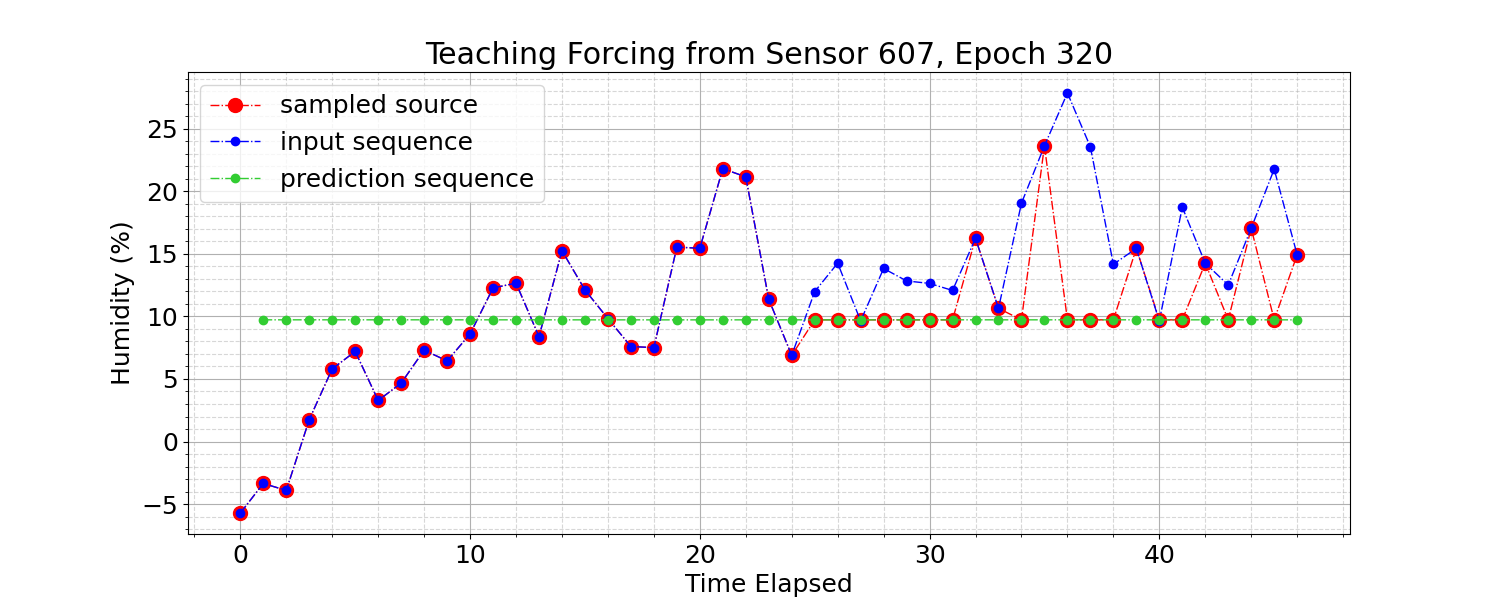 Teaching Forcing from Sensor 607, Epoch 320
sampled source
input sequence
prediction sequence
Humidity (%)
25
20
15
10
5
0
−5
0 10 20 30 40
Time Elapsed